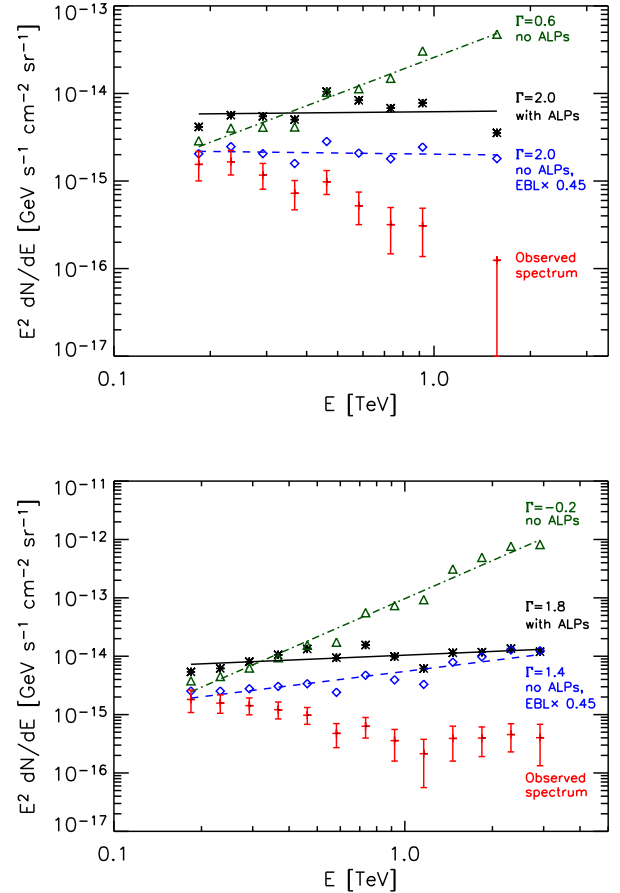 10⁻¹³
10⁻¹⁴
10⁻¹⁵
10⁻¹⁶
10⁻¹⁷
E² dN/dE [GeV s⁻¹ cm⁻² sr⁻¹]
Γ=0.6
no ALPs
Γ=2.0
with ALPs
Γ=2.0
no ALPs,
EBL× 0.45
Observed
spectrum
0.1
1.0
E [TeV]
10⁻¹¹
10⁻¹²
10⁻¹³
10⁻¹⁴
10⁻¹⁵
10⁻¹⁶
10⁻¹⁷
E² dN/dE [GeV s⁻¹ cm⁻² sr⁻¹]
Γ=−0.2
no ALPs
Γ=1.8
with ALPs
Γ=1.4
no ALPs,
EBL× 0.45
Observed
spectrum
0.1
1.0
E [TeV]